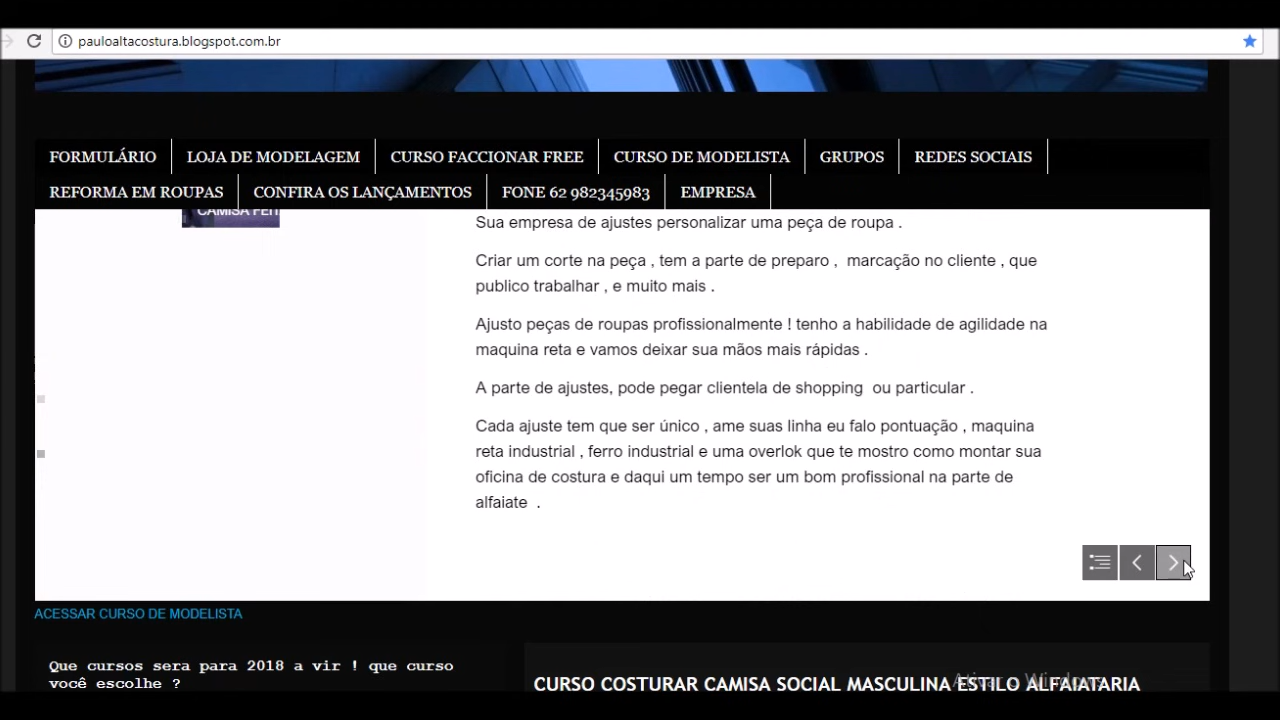 pauloaltacostura.blogspot.com.br
FORMULÁRIO LOJA DE MODELAGEM CURSO FACCIONAR FREE CURSO DE MODELISTA GRUPOS REDES SOCIAIS
REFORMA EM ROUPAS CONFIRA OS LANÇAMENTOS FONE 62 982345983 EMPRESA
CAMISA FEIT
Sua empresa de ajustes personalizar uma peça de roupa .
Criar um corte na peça , tem a parte de preparo , marcação no cliente , que
publico trabalhar , e muito mais .
Ajusto peças de roupas profissionalmente ! tenho a habilidade de agilidade na
maquina reta e vamos deixar sua mãos mais rápidas .
A parte de ajustes, pode pegar clientela de shopping ou particular .
Cada ajuste tem que ser único , ame suas linha eu falo pontuação , maquina
reta industrial , ferro industrial e uma overlok que te mostro como montar sua
oficina de costura e daqui um tempo ser um bom profissional na parte de
alfaiate .
ACESSAR CURSO DE MODELISTA
Que cursos sera para 2018 a vir ! que curso
você escolhe ?
CURSO COSTURAR CAMISA SOCIAL MASCULINA ESTILO ALFAIATARIA
Ativar o Windows